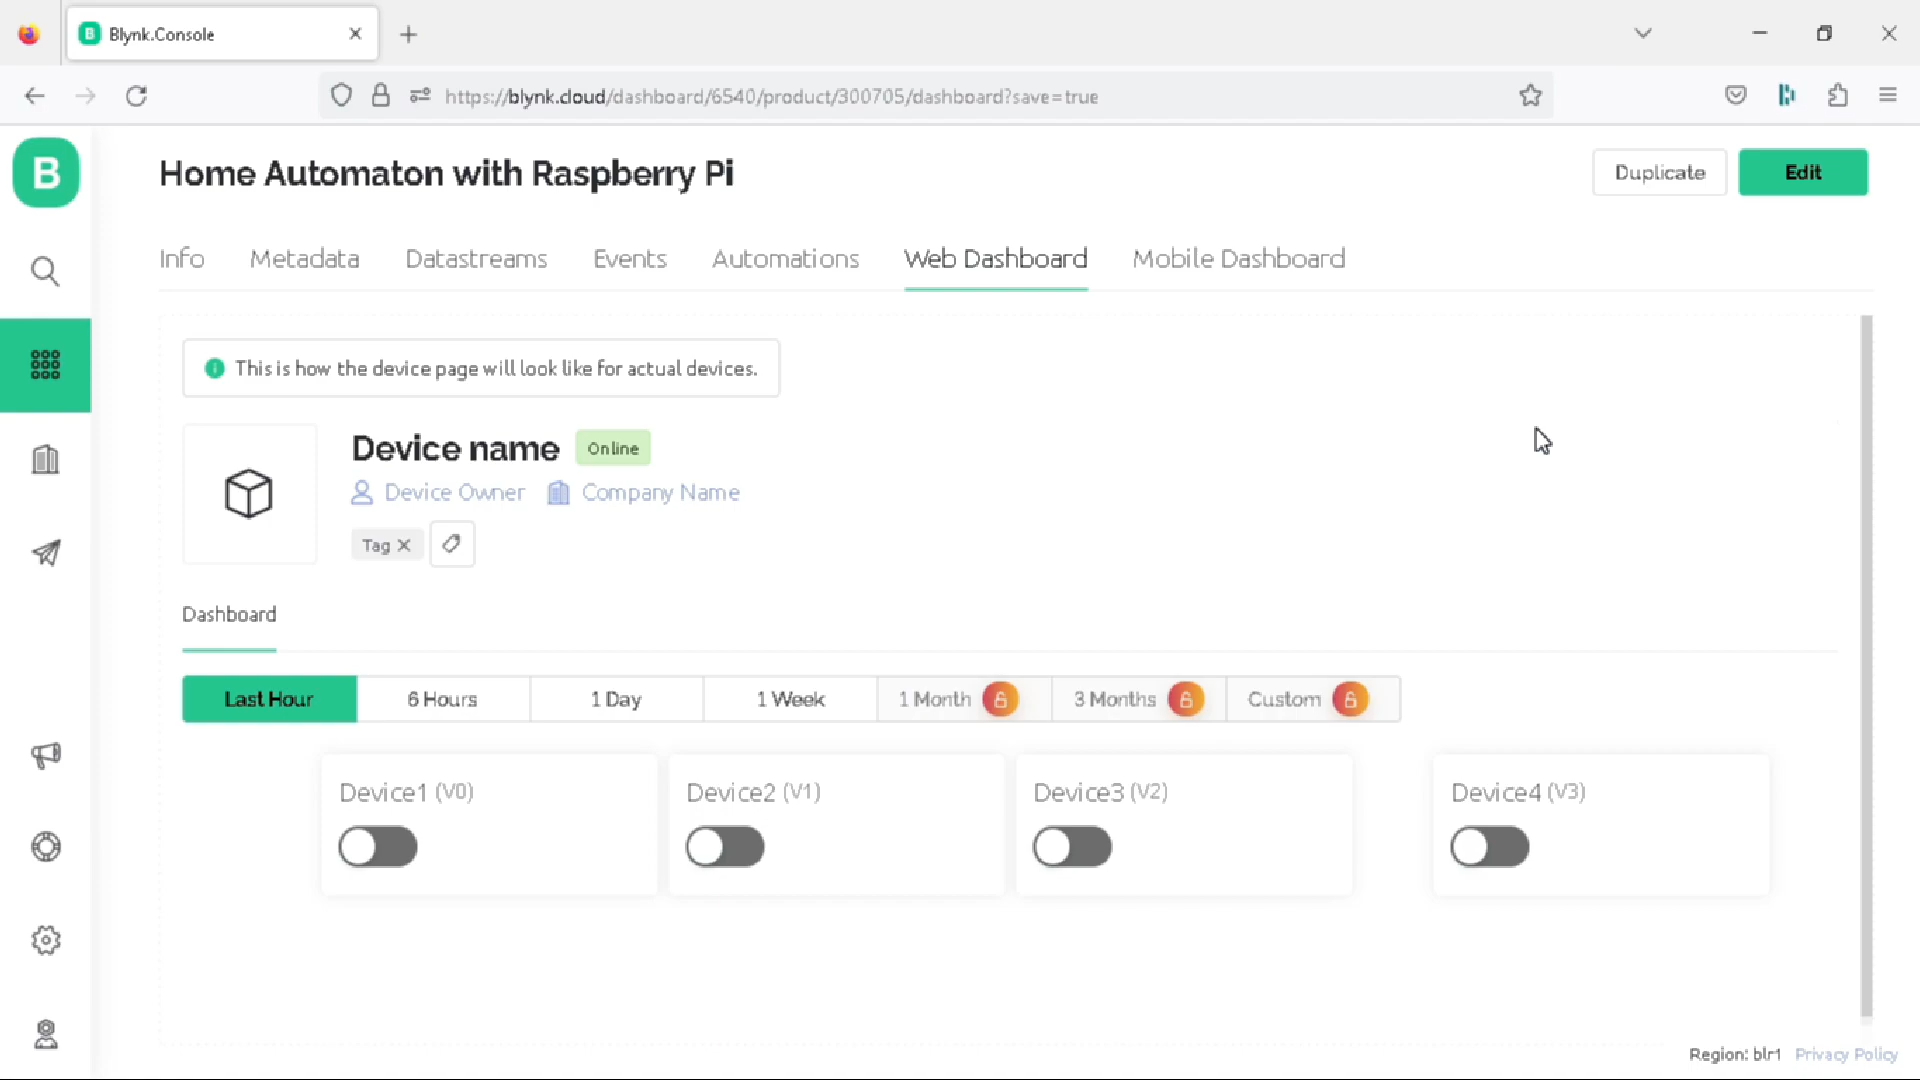 B Blynk.Console
https://blynk.cloud/dashboard/6540/product/300705/dashboard?save=true
B
Home Automaton with Raspberry Pi
Duplicate Edit
Info Metadata Datastreams Events Automations Web Dashboard Mobile Dashboard
This is how the device page will look like for actual devices.
Device name Online
Device Owner Company Name
Tag
Dashboard
Last Hour 6 Hours 1 Day 1 Week 1 Month 3 Months Custom
Device1 (V0) Device2 (V1) Device3 (V2) Device4 (V3)
Region: blr1 Privacy Policy